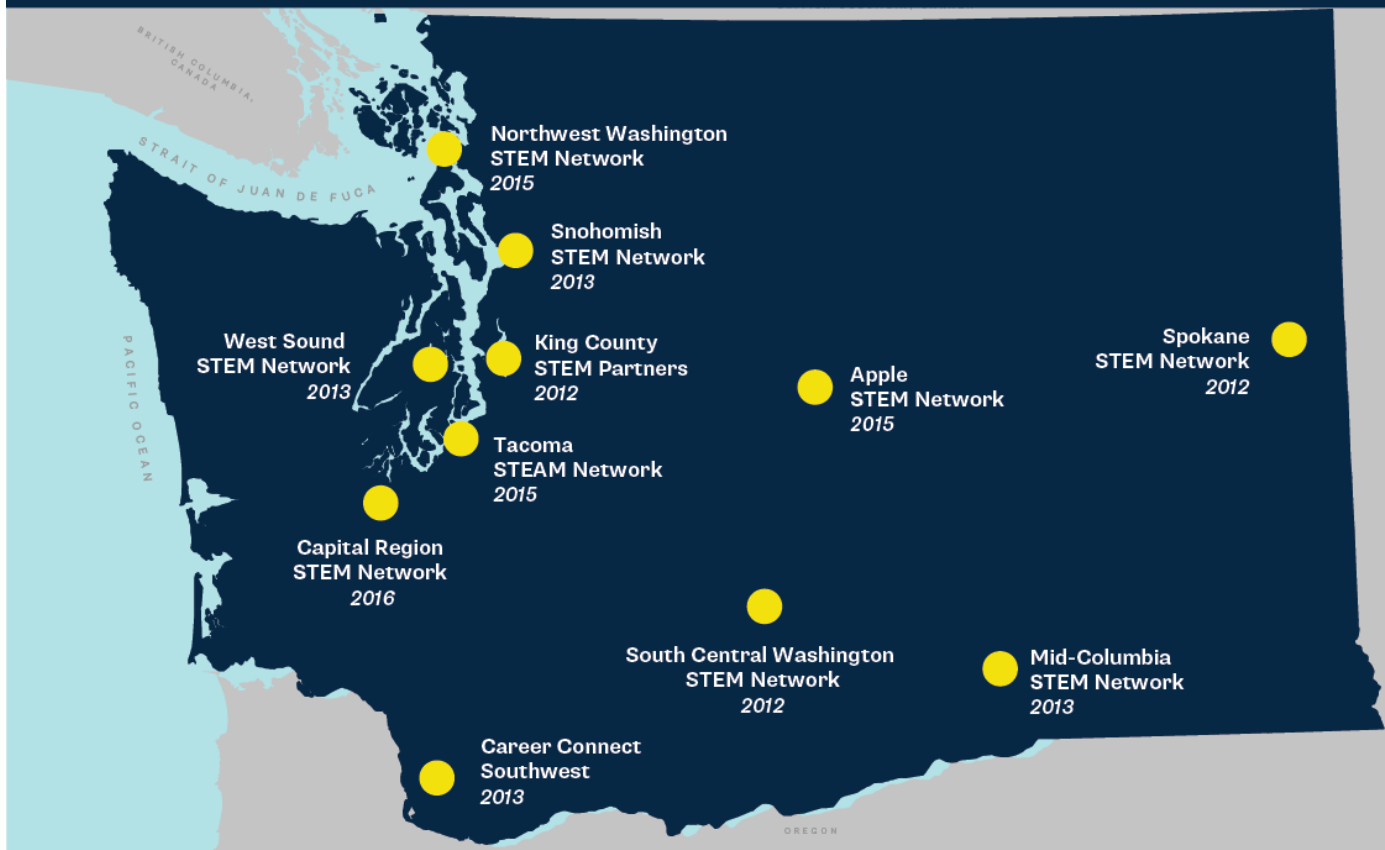 BRITISH COLUMBIA,
CANADA
STRAIT OF JUAN DE FUCA
PACIFIC OCEAN
Northwest Washington
STEM Network
2015
Snohomish
STEM Network
2013
West Sound
STEM Network
2013
King County
STEM Partners
2012
Apple
STEM Network
2015
Spokane
STEM Network
2012
Tacoma
STEAM Network
2015
Capital Region
STEM Network
2016
South Central Washington
STEM Network
2012
Mid-Columbia
STEM Network
2013
Career Connect
Southwest
2013
OREGON